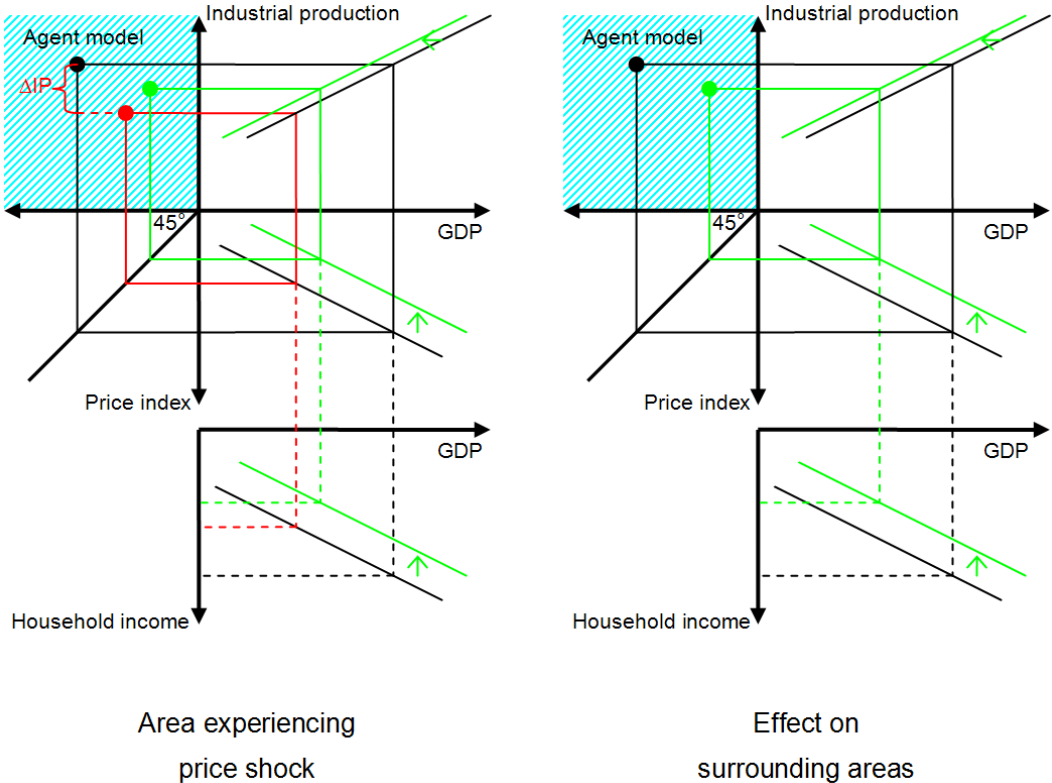 Industrial production
Agent model
ΔIP
45°
GDP
Price index
GDP
Household income
Area experiencing
price shock
Industrial production
Agent model
45°
GDP
Price index
GDP
Household income
Effect on
surrounding areas